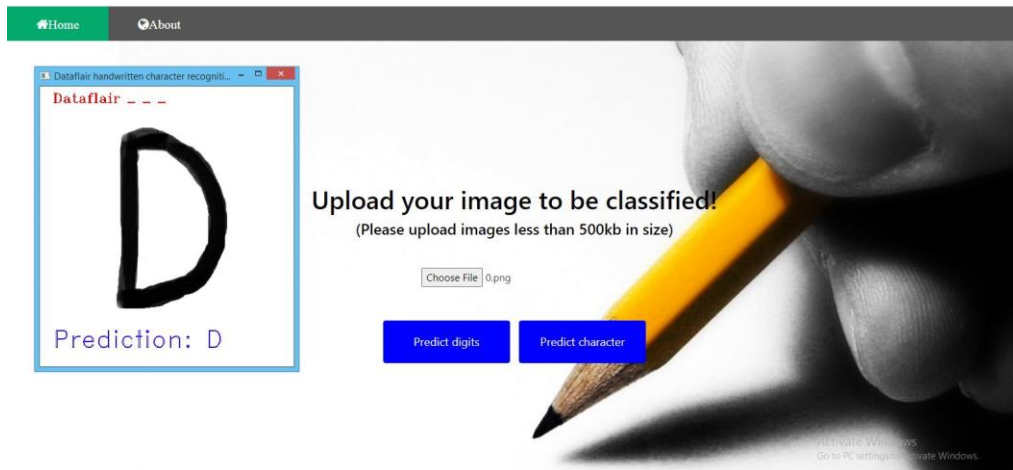 Home About
Dataflair handwritten character recogniti...
Dataflair _ _ _
D
Prediction: D
Upload your image to be classified!
(Please upload images less than 500kb in size)
Choose File 0.png
Predict digits Predict character
Activate Windows
Go to PC settings to activate Windows.